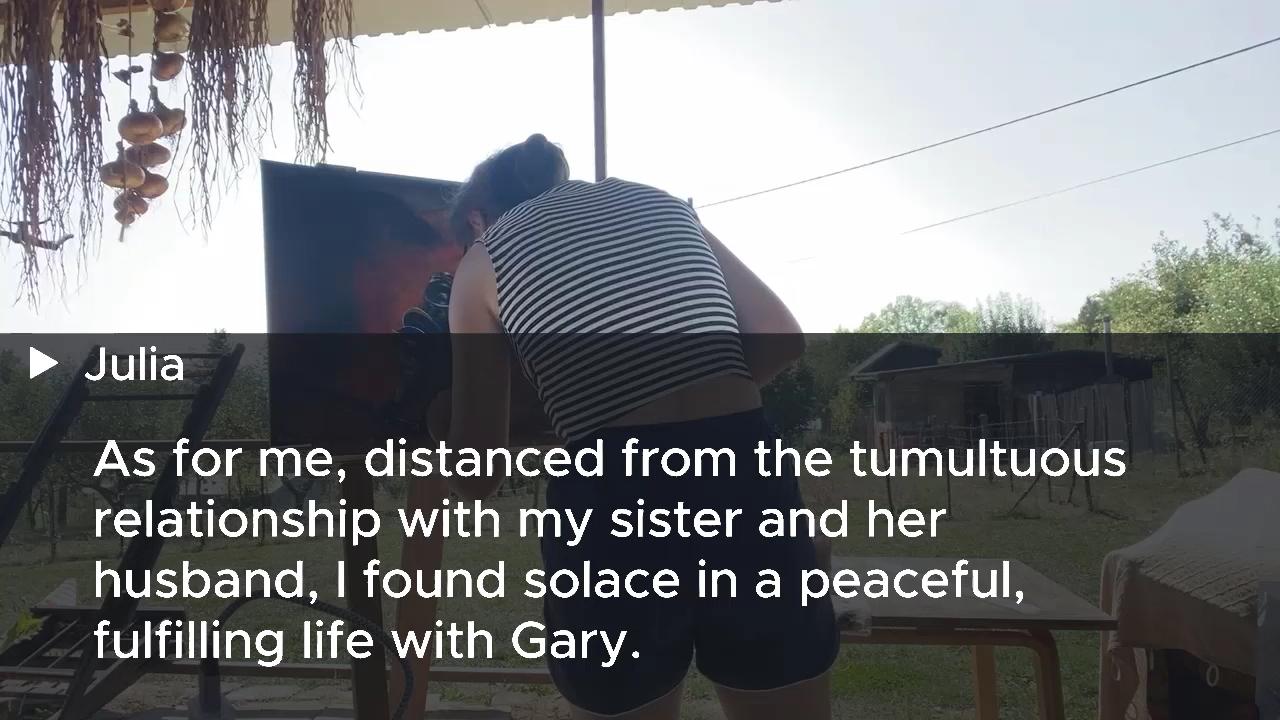 Julia
As for me, distanced from the tumultuous
relationship with my sister and her
husband, I found solace in a peaceful,
fulfilling life with Gary.